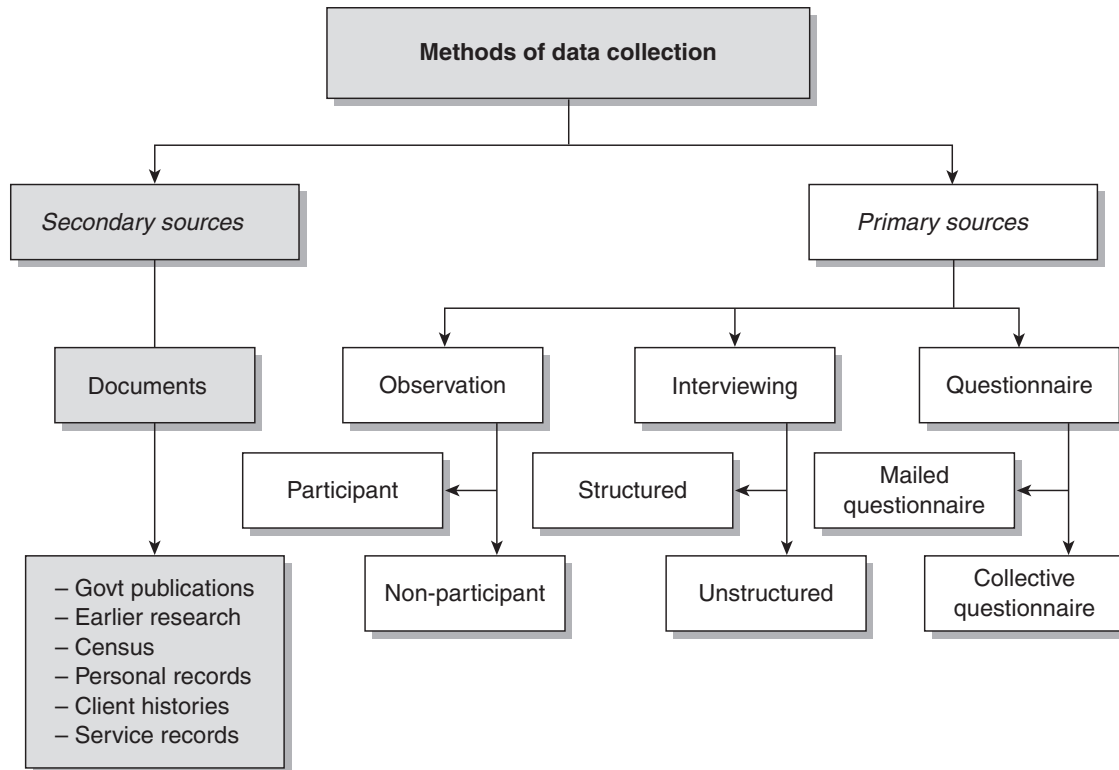 Methods of data collection
Secondary sources
Primary sources
Documents
Observation
Interviewing
Questionnaire
Participant
Structured
Mailed
questionnaire
Non-participant
Unstructured
Collective
questionnaire
– Govt publications
– Earlier research
– Census
– Personal records
– Client histories
– Service records